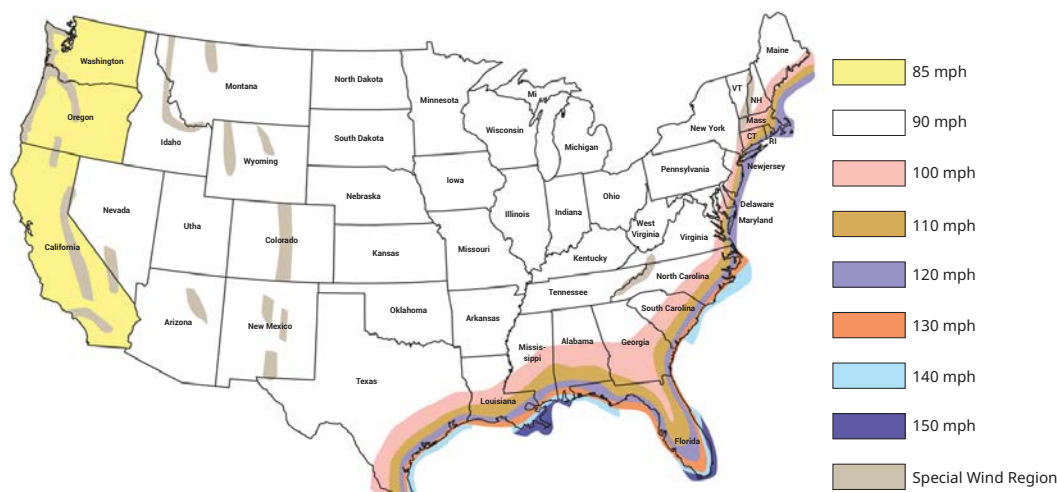 Washington
Oregon
California
Nevada
Idaho
Montana
Wyoming
Utha
Arizona
Colorado
New Mexico
North Dakota
South Dakota
Nebraska
Kansas
Oklahoma
Texas
Minnesota
Iowa
Missouri
Arkansas
Louisiana
Wisconsin
Mi
Michigan
Illinois
Indiana
Ohio
Kentucky
Tennessee
Missis-
sippi
Alabama
Georgia
Florida
South Carolina
North Carolina
Virginia
West
Virginia
Maryland
Delaware
Newjersey
Pennsylvania
New York
CT
RI
Mass
VT
NH
Maine
85 mph
90 mph
100 mph
110 mph
120 mph
130 mph
140 mph
150 mph
Special Wind Region